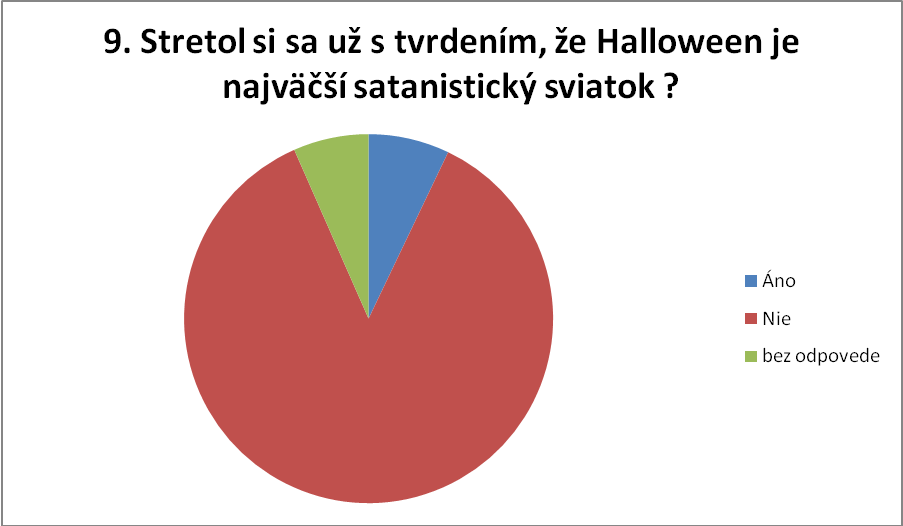 9. Stretol si sa už s tvrdením, že Halloween je
najväčší satanistický sviatok ?
Áno
Nie
bez odpovede